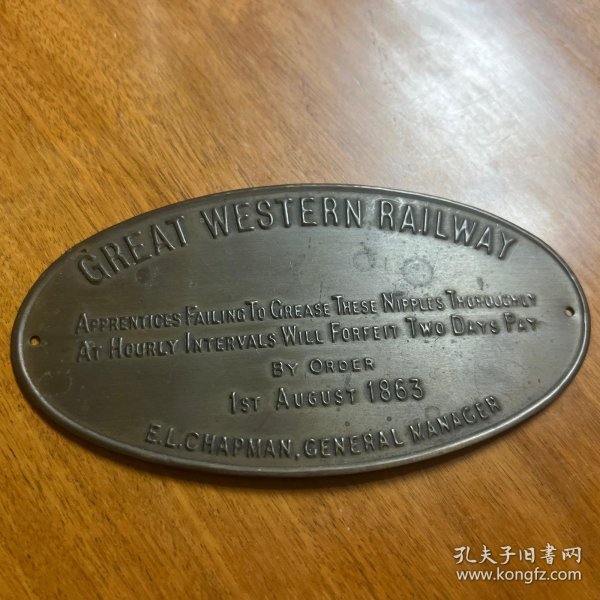 GREAT WESTERN RAILWAY
APPRENTICES FAILING TO GREASE THESE NIPPLES THOROUGHLY
AT HOURLY INTERVALS WILL FORFEIT TWO DAYS PAY
BY ORDER
1ST AUGUST 1863
E.L.CHAPMAN, GENERAL MANAGER
孔夫子旧书网
www.kongfz.com